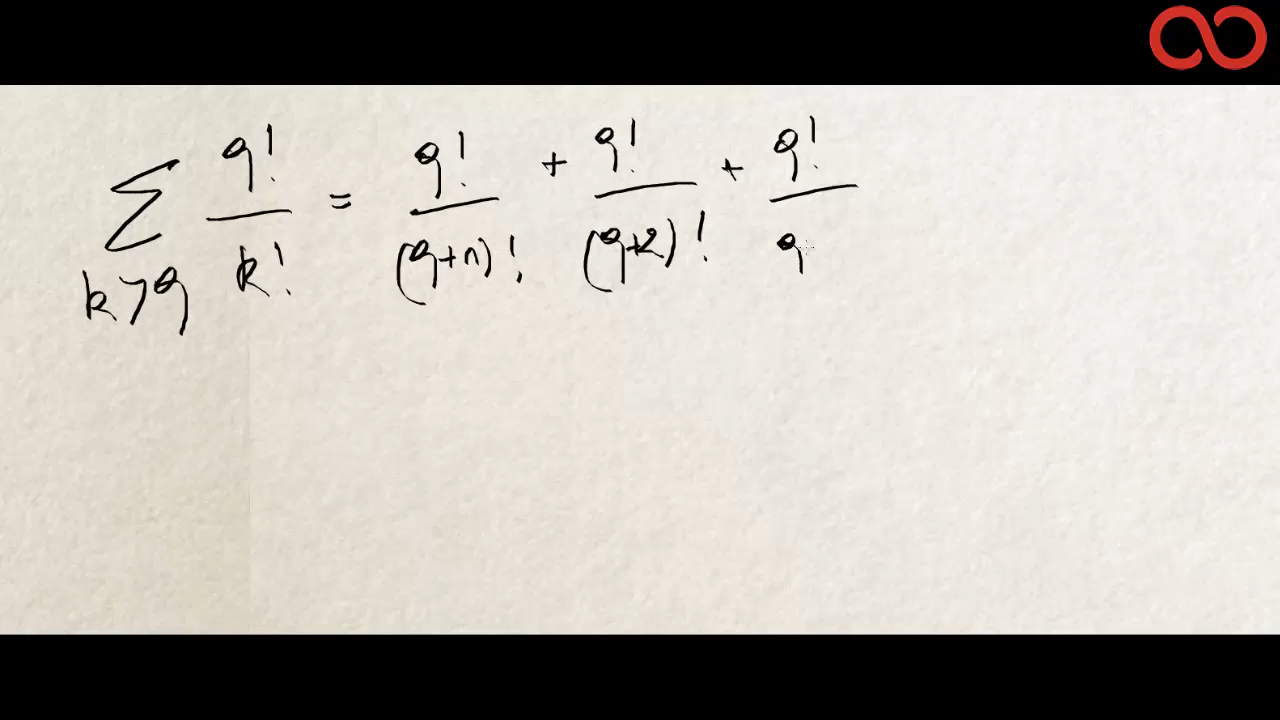 ∑ q!/k! = q!/(q+1)! + q!/(q+2)! + q!/q
k>q